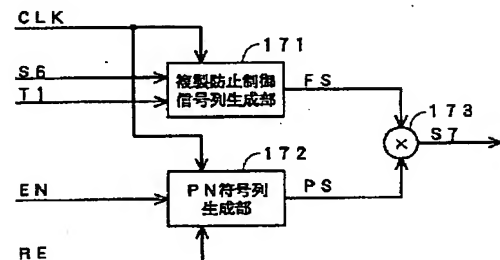 CLK
171
S6
T1
複製防止制御
信号列生成部
FS
173
×
S7
172
EN
PN符号列
生成部
PS
RE